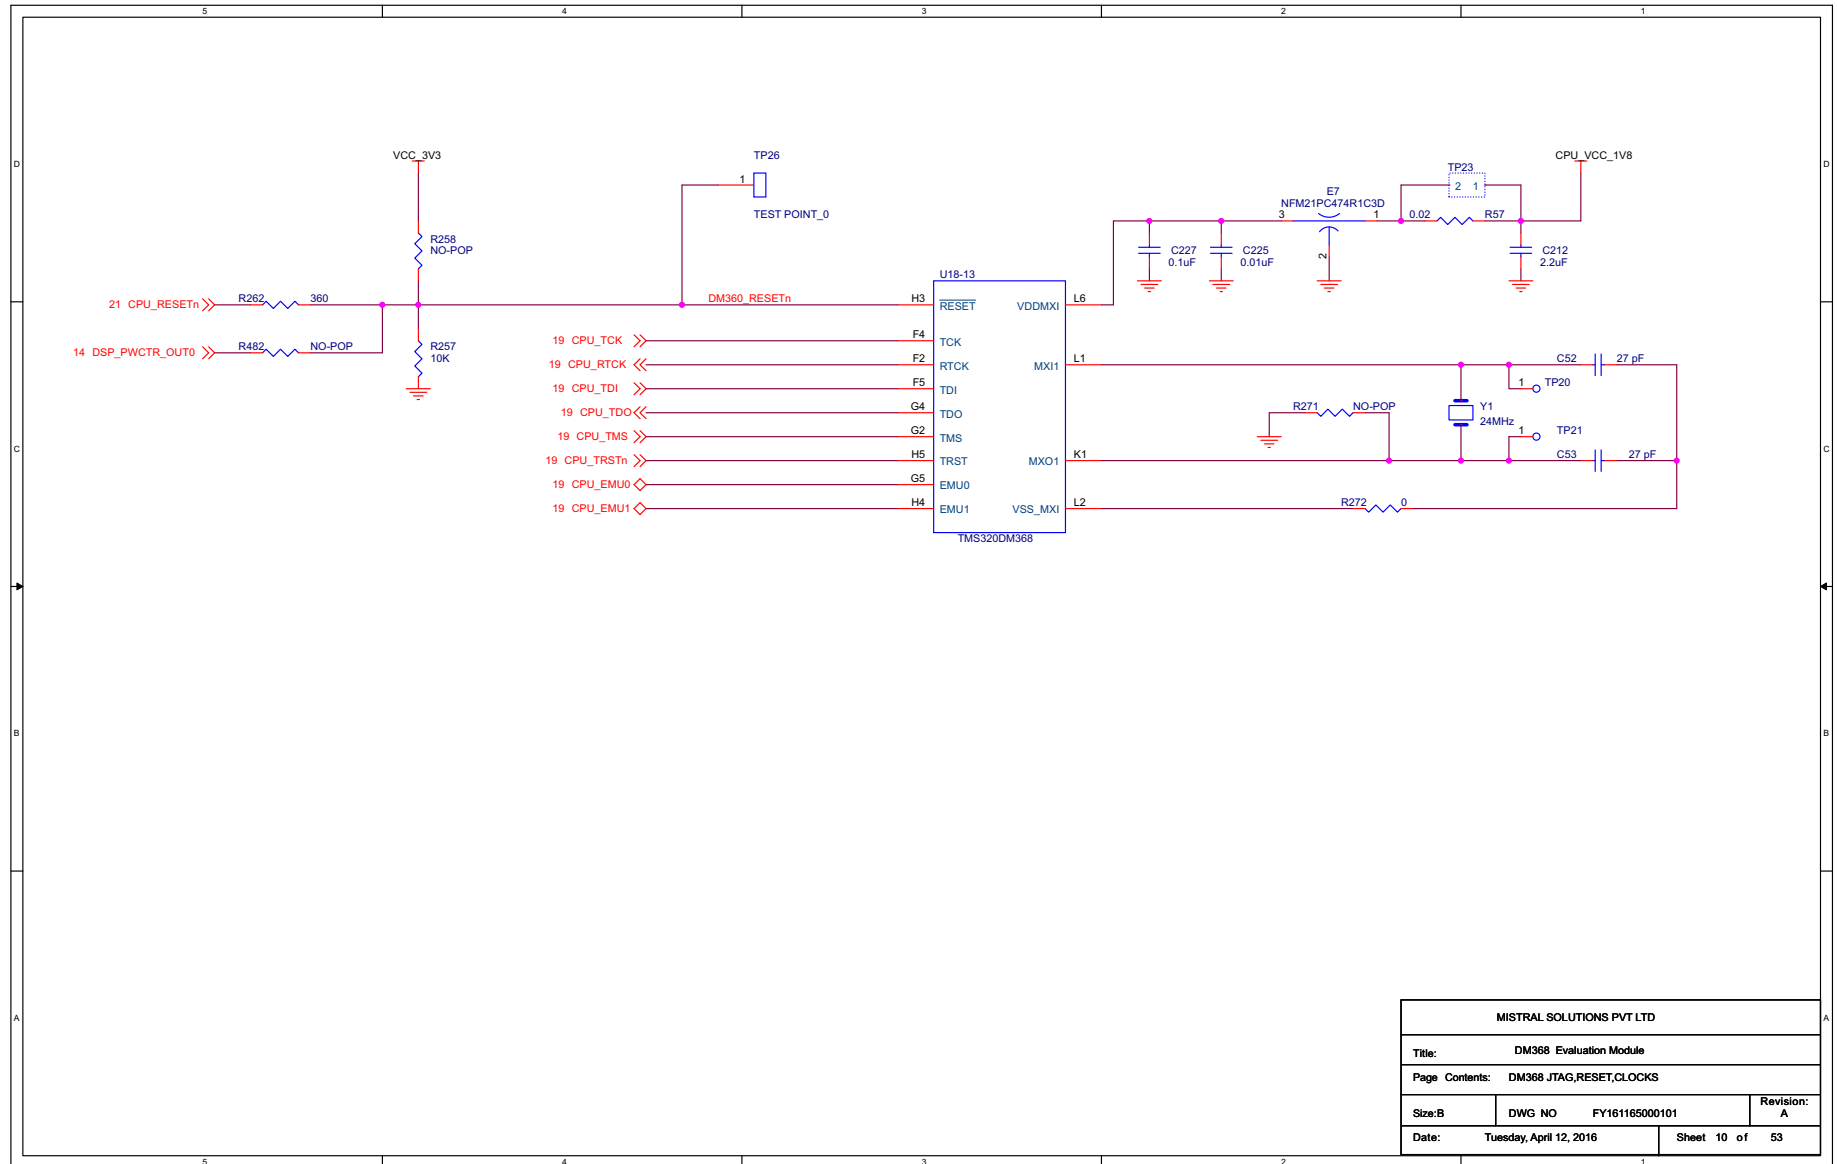 5 4 3 2 1
D D
C C
B B
A A
VCC_3V3
R258
NO-POP
21 CPU_RESETn
R262 360
14 DSP_PWCTR_OUT0
R482 NO-POP
R257
10K
TP26
1
TEST POINT_0
DM360_RESETn
19 CPU_TCK
19 CPU_RTCK
19 CPU_TDI
19 CPU_TDO
19 CPU_TMS
19 CPU_TRSTn
19 CPU_EMU0
19 CPU_EMU1
U18-13
H3 RESET VDDMXI L6
F4 TCK
F2 RTCK MXI1 L1
F5 TDI
G4 TDO
G2 TMS
H5 TRST MXO1 K1
G5 EMU0
H4 EMU1 VSS_MXI L2
TMS320DM368
C227
0.1uF
C225
0.01uF
E7
NFM21PC474R1C3D
3 1
2
TP23
2 1
0.02 R57
CPU_VCC_1V8
C212
2.2uF
C52 27 pF
1 TP20
R271 NO-POP
Y1
24MHz
1 TP21
C53 27 pF
R272 0
MISTRAL SOLUTIONS PVT LTD
Title: DM368 Evaluation Module
Page Contents: DM368 JTAG,RESET,CLOCKS
Size:B DWG NO FY161165000101 Revision: A
Date: Tuesday, April 12, 2016 Sheet 10 of 53
5 4 3 2 1